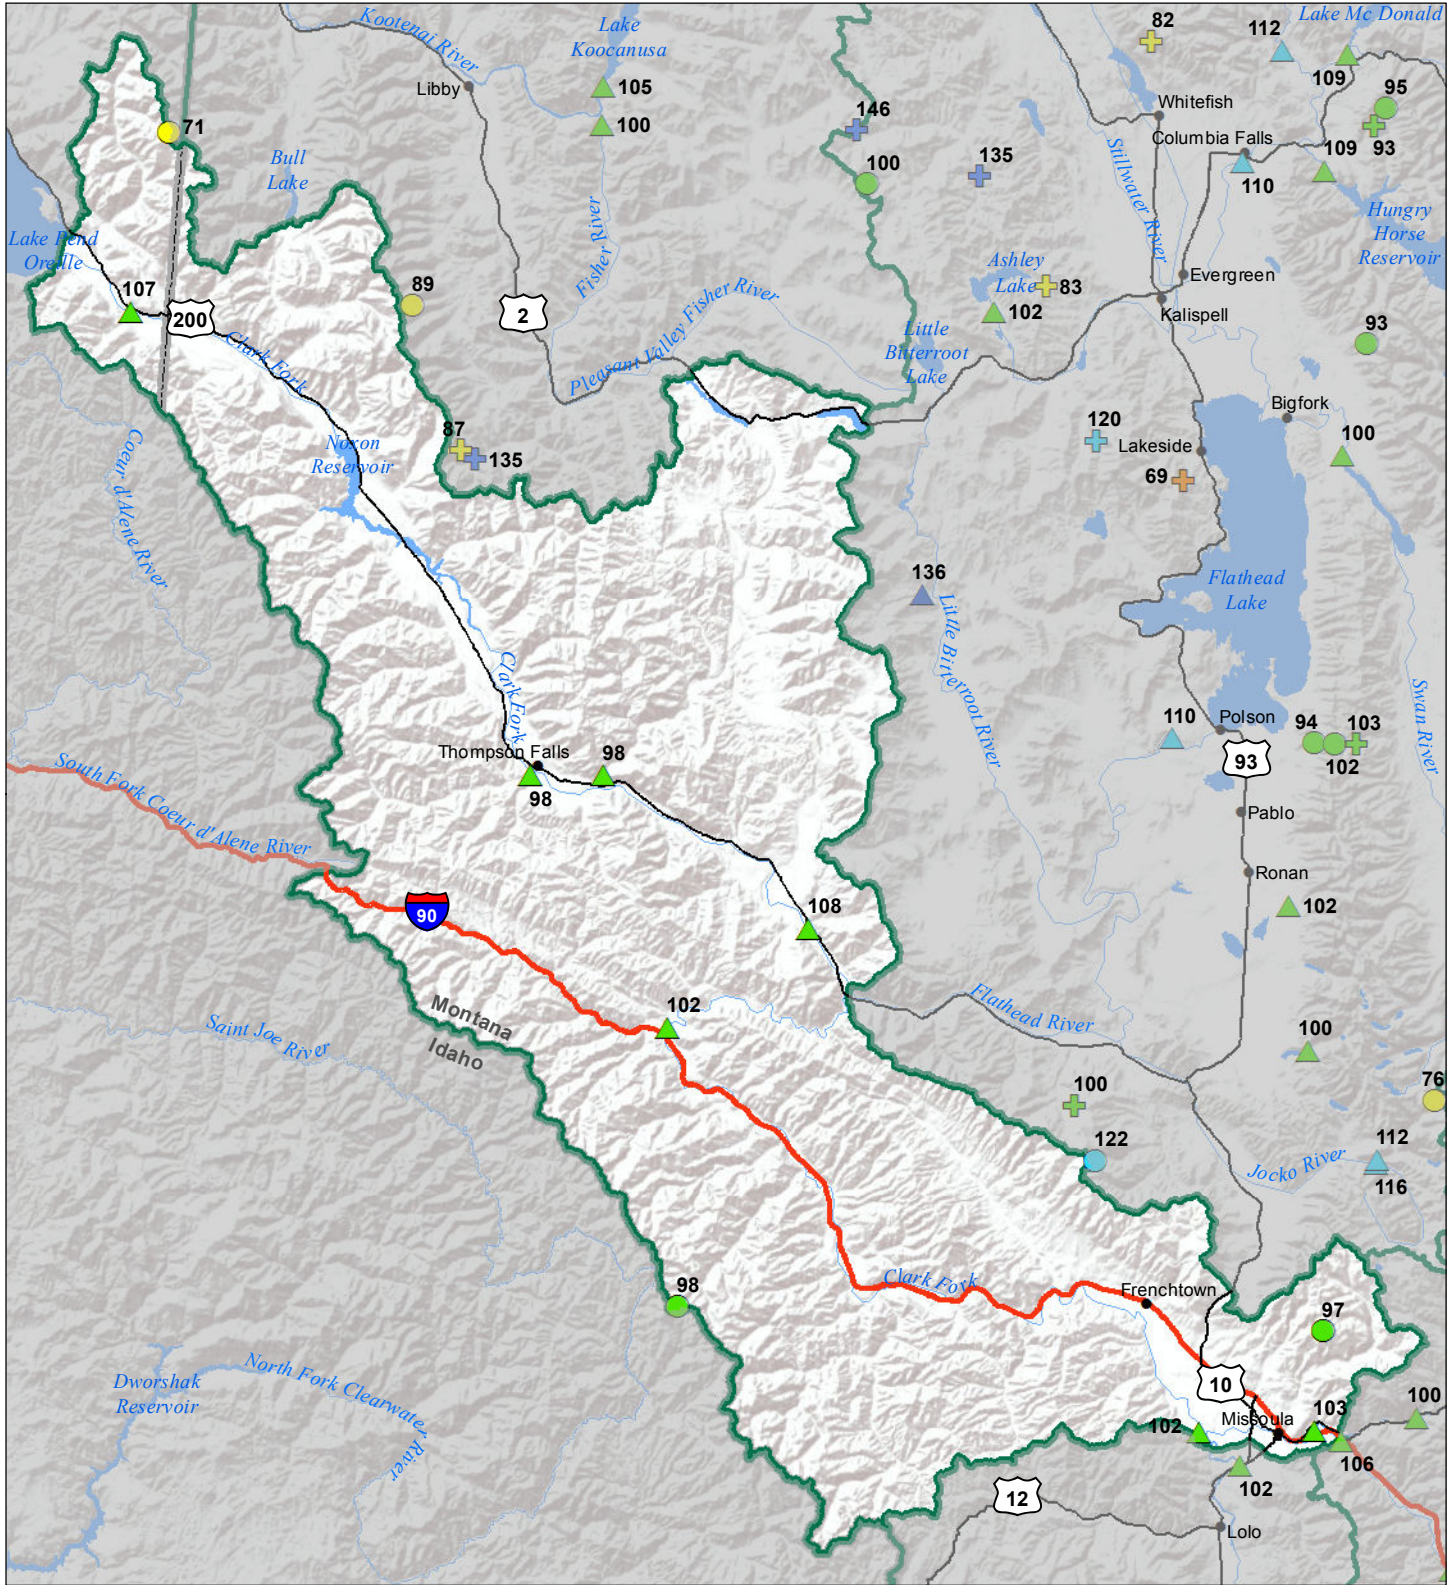 Kootenai River
Lake
Koocanusa
82
112
Lake Mc Donald
Libby
105
109
95
71
100
146
Whitefish
Columbia Falls
93
Bull
Lake
100
135
110
109
Stillwater River
Hungry
Horse
Reservoir
Lake Pend
Oreille
Fisher River
Ashley
Lake
Evergreen
107
200
89
2
83
102
Kalispell
Clark Fork
Pleasant Valley Fisher River
Little
Bitterroot
Lake
93
Bigfork
87
135
120
Lakeside
100
Noxon
Reservoir
69
Coeur d'Alene River
136
Flathead
Lake
Little Bitterroot River
Clark Fork
Swan River
Thompson Falls
98
98
110
Polson
94
103
102
93
South Fork Coeur d'Alene River
Pablo
Ronan
90
108
102
Flathead River
Montana
Idaho
102
Saint Joe River
100
100
76
122
112
116
Jocko River
Clark Fork
Frenchtown
98
97
North Fork Clearwater
River
Dworshak
Reservoir
10
Missoula
103
100
102
106
102
12
Lolo